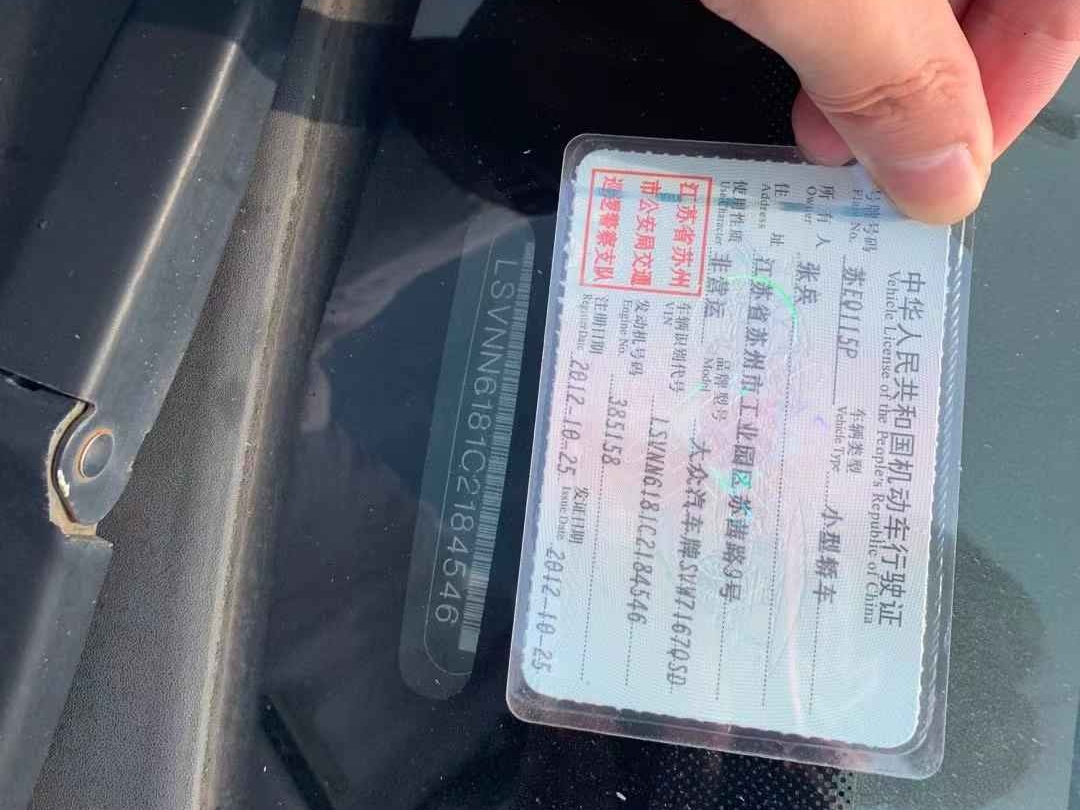 中华人民共和国机动车行驶证
Vehicle License of the People's Republic of China
号牌号码 苏EQ115P 车辆类型 小型轿车
Plate No. Vehicle Type
所有人 张兵
Owner
住址 江苏省苏州市工业园区苏茜路9号
Address
使用性质 非营运 品牌型号 大众汽车牌SVW7167QSD
Use Character Model
江苏省苏州
市公安局交通
巡逻警察支队
车辆识别代号 LSVNN6181C2184546
VIN
发动机号码 385158
Engine No.
注册日期 2012-10-25 发证日期 2012-10-25
Register Date Issue Date
LSVNN6181C2184546